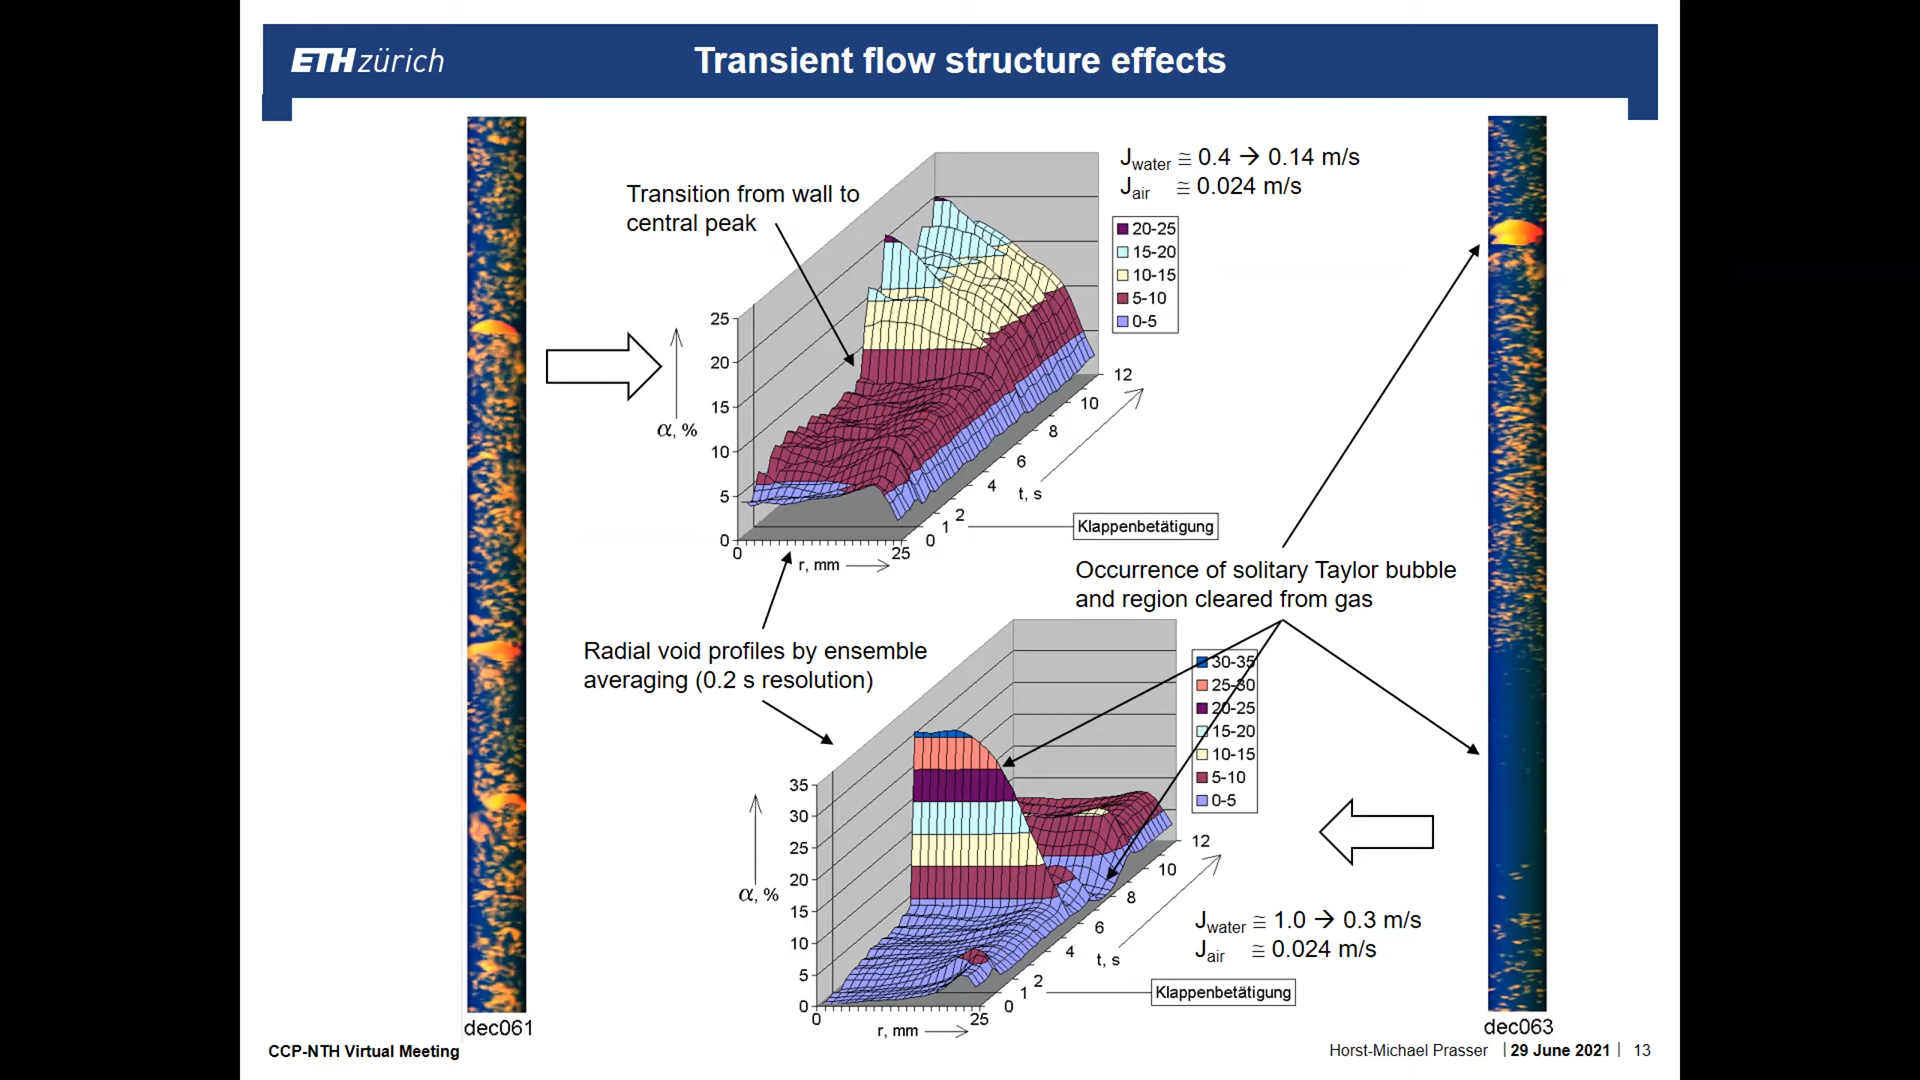 ETH zürich
Transient flow structure effects
Transition from wall to
central peak
Jwater ≅ 0.4 → 0.14 m/s
Jair ≅ 0.024 m/s
20-25
15-20
10-15
5-10
0-5
25
20
15
10
5
0
α, %
0
25
r, mm
0
1
2
4
6
8
10
12
t, s
Klappenbetätigung
Occurrence of solitary Taylor bubble
and region cleared from gas
Radial void profiles by ensemble
averaging (0.2 s resolution)
30-35
25-30
20-25
15-20
10-15
5-10
0-5
35
30
25
20
15
10
5
0
α, %
0
25
r, mm
0
1
2
4
6
8
10
12
t, s
Klappenbetätigung
Jwater ≅ 1.0 → 0.3 m/s
Jair ≅ 0.024 m/s
dec061
dec063
CCP-NTH Virtual Meeting
Horst-Michael Prasser | 29 June 2021 | 13